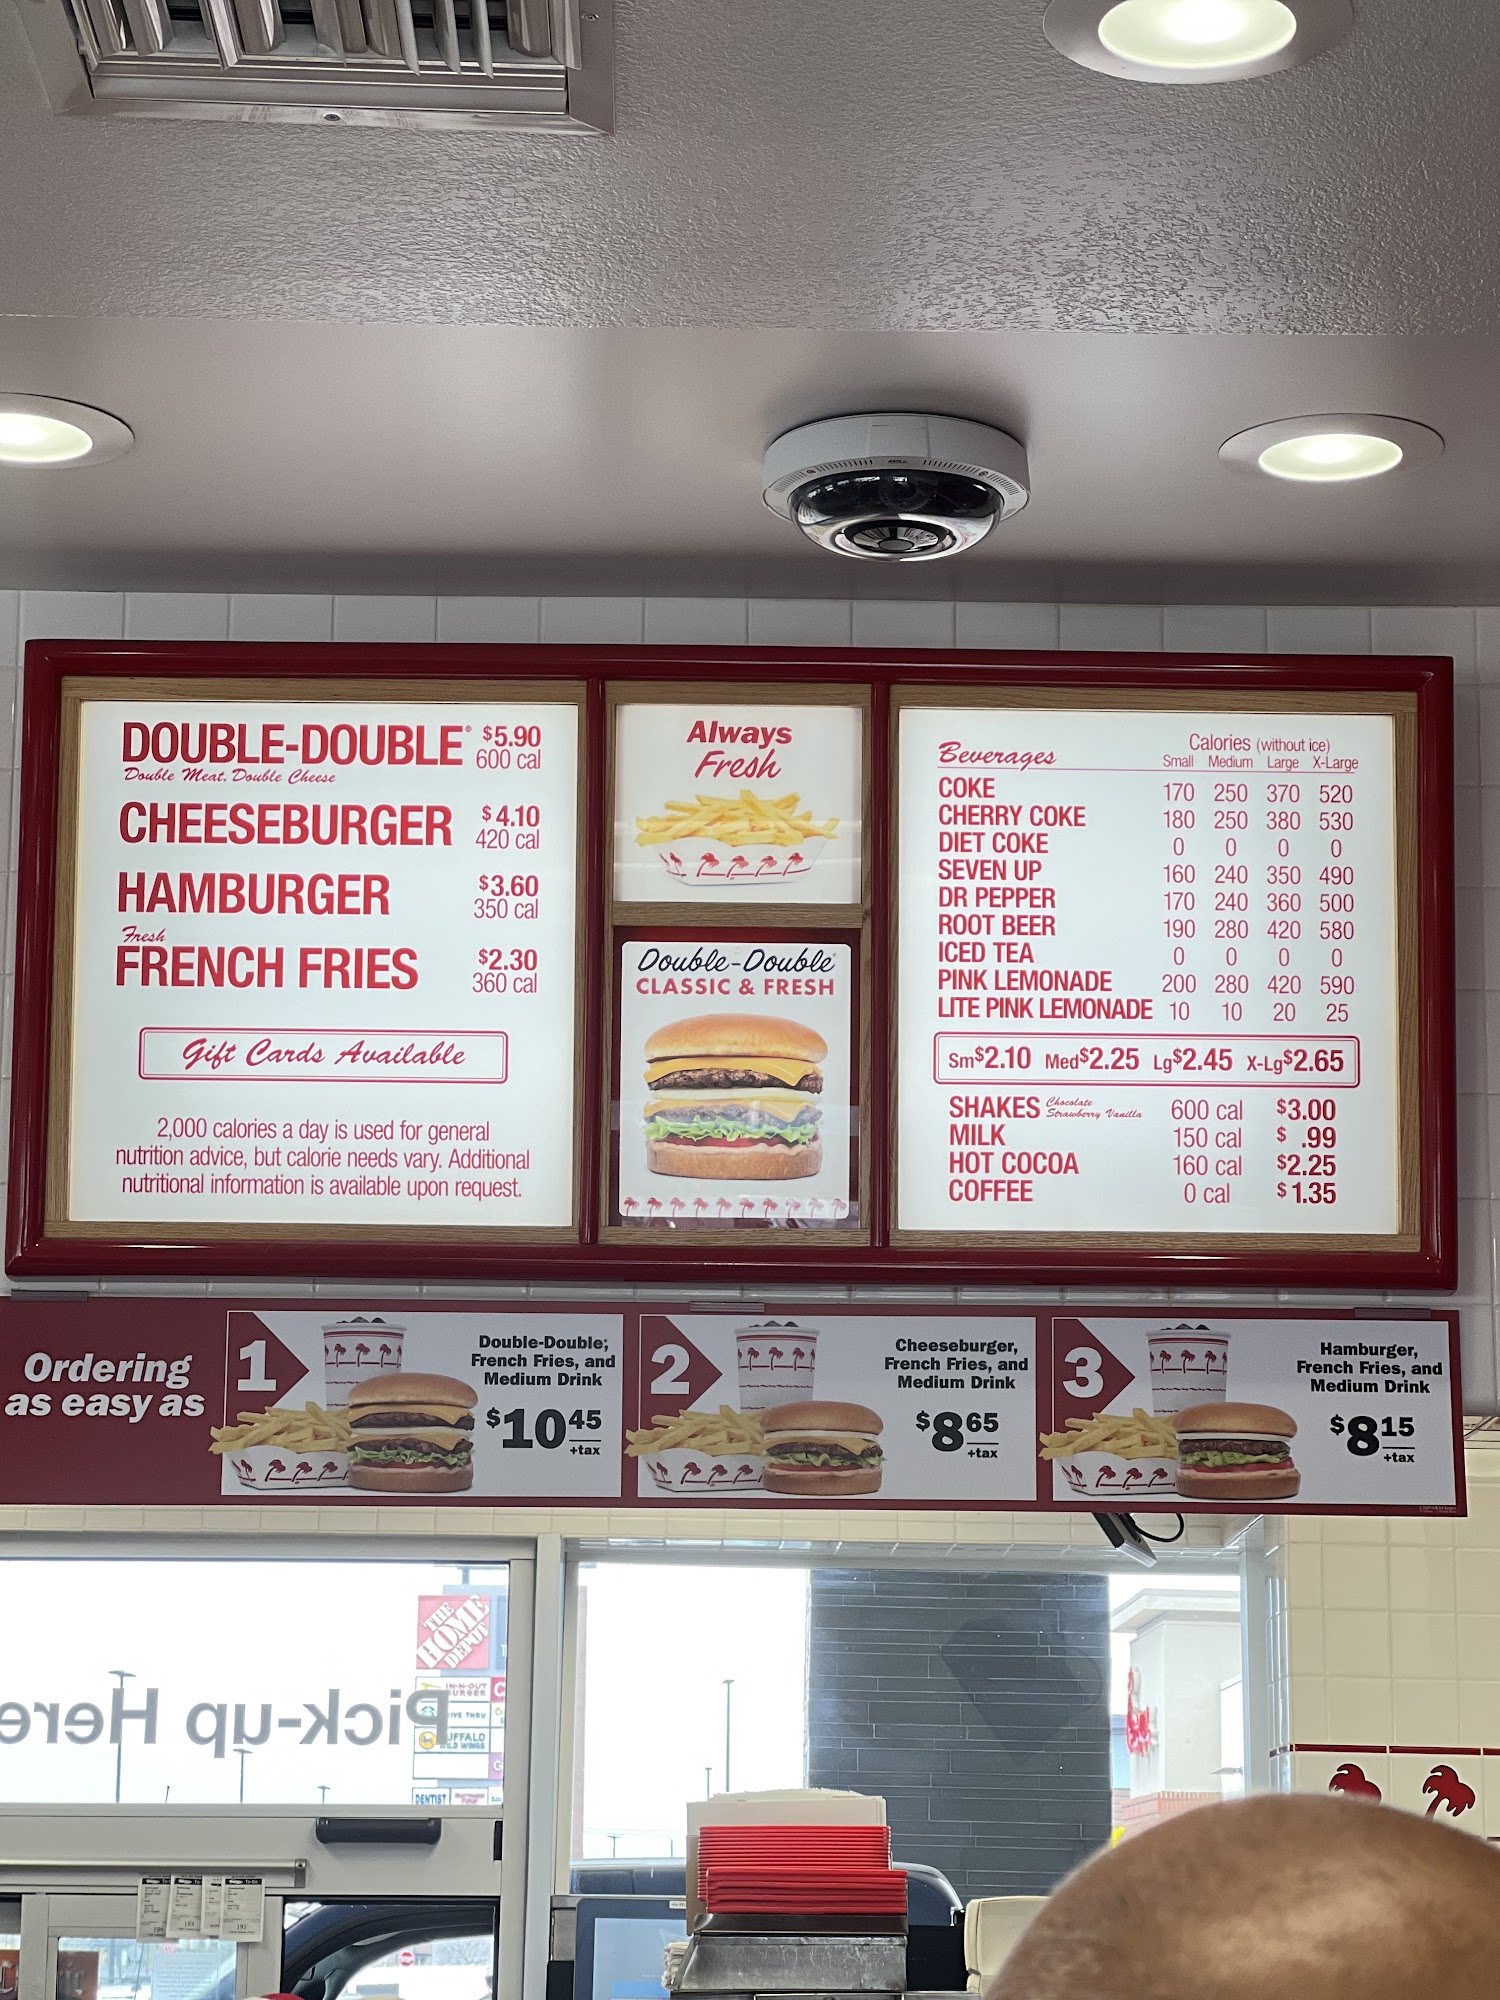 DOUBLE-DOUBLE® $5.90
Double Meat, Double Cheese 600 cal
CHEESEBURGER $4.10
420 cal
HAMBURGER $3.60
350 cal
Fresh
FRENCH FRIES $2.30
360 cal
Gift Cards Available
2,000 calories a day is used for general
nutrition advice, but calorie needs vary. Additional
nutritional information is available upon request.
Always
Fresh
Double-Double®
CLASSIC & FRESH
Beverages Calories (without ice)
Small Medium Large X-Large
COKE 170 250 370 520
CHERRY COKE 180 250 380 530
DIET COKE 0 0 0 0
SEVEN UP 160 240 350 490
DR PEPPER 170 240 360 500
ROOT BEER 190 280 420 580
ICED TEA 0 0 0 0
PINK LEMONADE 200 280 420 590
LITE PINK LEMONADE 10 10 20 25
Sm$2.10 Med$2.25 Lg$2.45 X-Lg$2.65
SHAKES Chocolate Strawberry Vanilla 600 cal $3.00
MILK 150 cal $ .99
HOT COCOA 160 cal $2.25
COFFEE 0 cal $1.35
Ordering
as easy as
1
Double-Double,
French Fries, and
Medium Drink
$10 45
+tax
2
Cheeseburger,
French Fries, and
Medium Drink
$8 65
+tax
3
Hamburger,
French Fries, and
Medium Drink
$8 15
+tax
THE
HOME
DEPOT
IN-N-OUT
BURGER
Pick-up Here
DENTIST
193
191